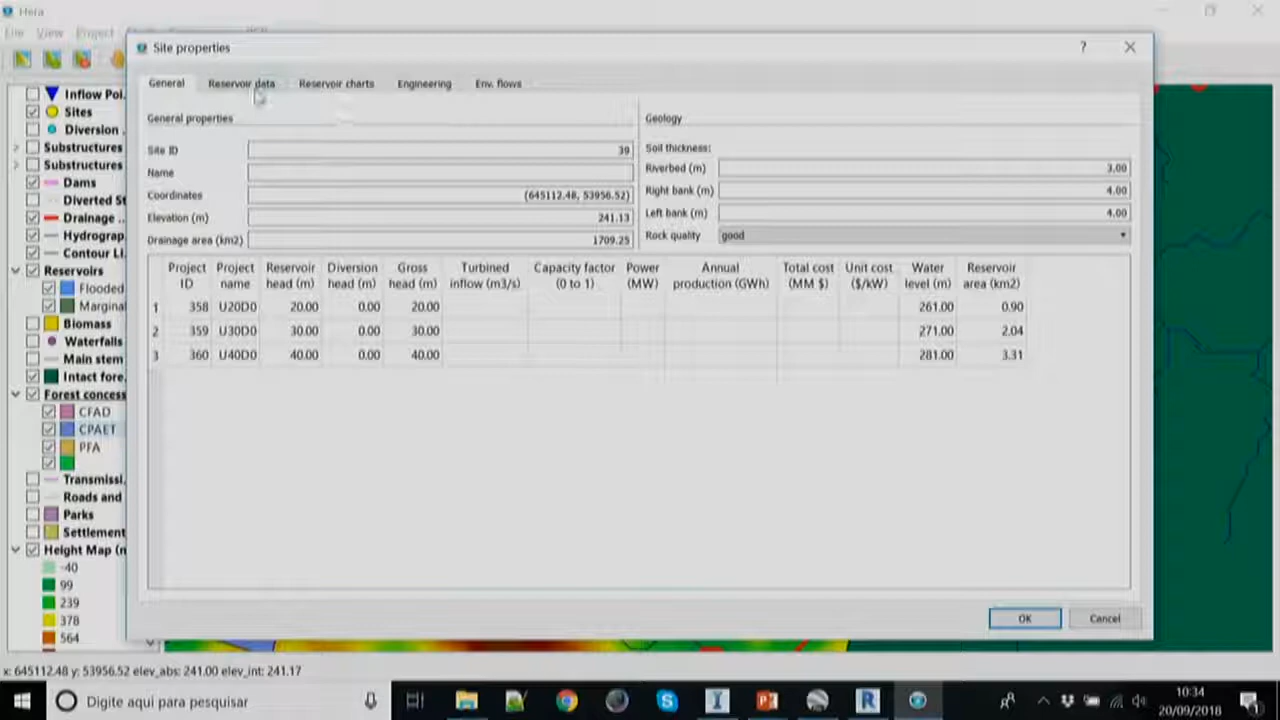 Hera
File View Project
Site properties
?
General Reservoir data Reservoir charts Engineering Env. flows
General properties
Site ID 39
Name
Coordinates (645112.48, 53956.52)
Elevation (m) 241.13
Drainage area (km2) 1709.25
Geology
Soil thickness:
Riverbed (m) 3.00
Right bank (m) 4.00
Left bank (m) 4.00
Rock quality good
Project ID Project name Reservoir head (m) Diversion head (m) Gross head (m) Turbined inflow (m3/s) Capacity factor (0 to 1) Power (MW) Annual production (GWh) Total cost (MM $) Unit cost ($/kW) Water level (m) Reservoir area (km2)
1 358 U20D0 20.00 0.00 20.00 261.00 0.90
2 359 U30D0 30.00 0.00 30.00 271.00 2.04
3 360 U40D0 40.00 0.00 40.00 281.00 3.31
OK Cancel
Inflow Poi..
Sites
Diversion .
Substructures
Substructures
Dams
Diverted St
Drainage ..
Hydrograp.
Contour Li.
Reservoirs
Flooded
Marginal
Biomass
Waterfalls
Main stem
Intact fore.
Forest concess
CFAD
CPAET
PFA
Transmissi.
Roads and
Parks
Settlement
Height Map (n
-40
99
239
378
564
x: 645112.48 y: 53956.52 elev_abs: 241.00 elev_int: 241.17
Digite aqui para pesquisar
10:34
20/09/2018
1